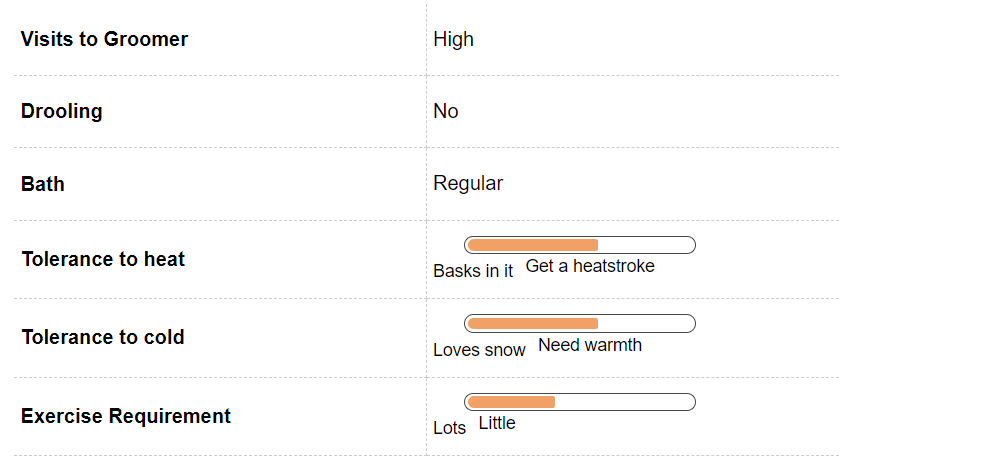 Visits to Groomer High
Drooling No
Bath Regular
Tolerance to heat
Basks in it Get a heatstroke
Tolerance to cold
Loves snow Need warmth
Exercise Requirement
Lots Little